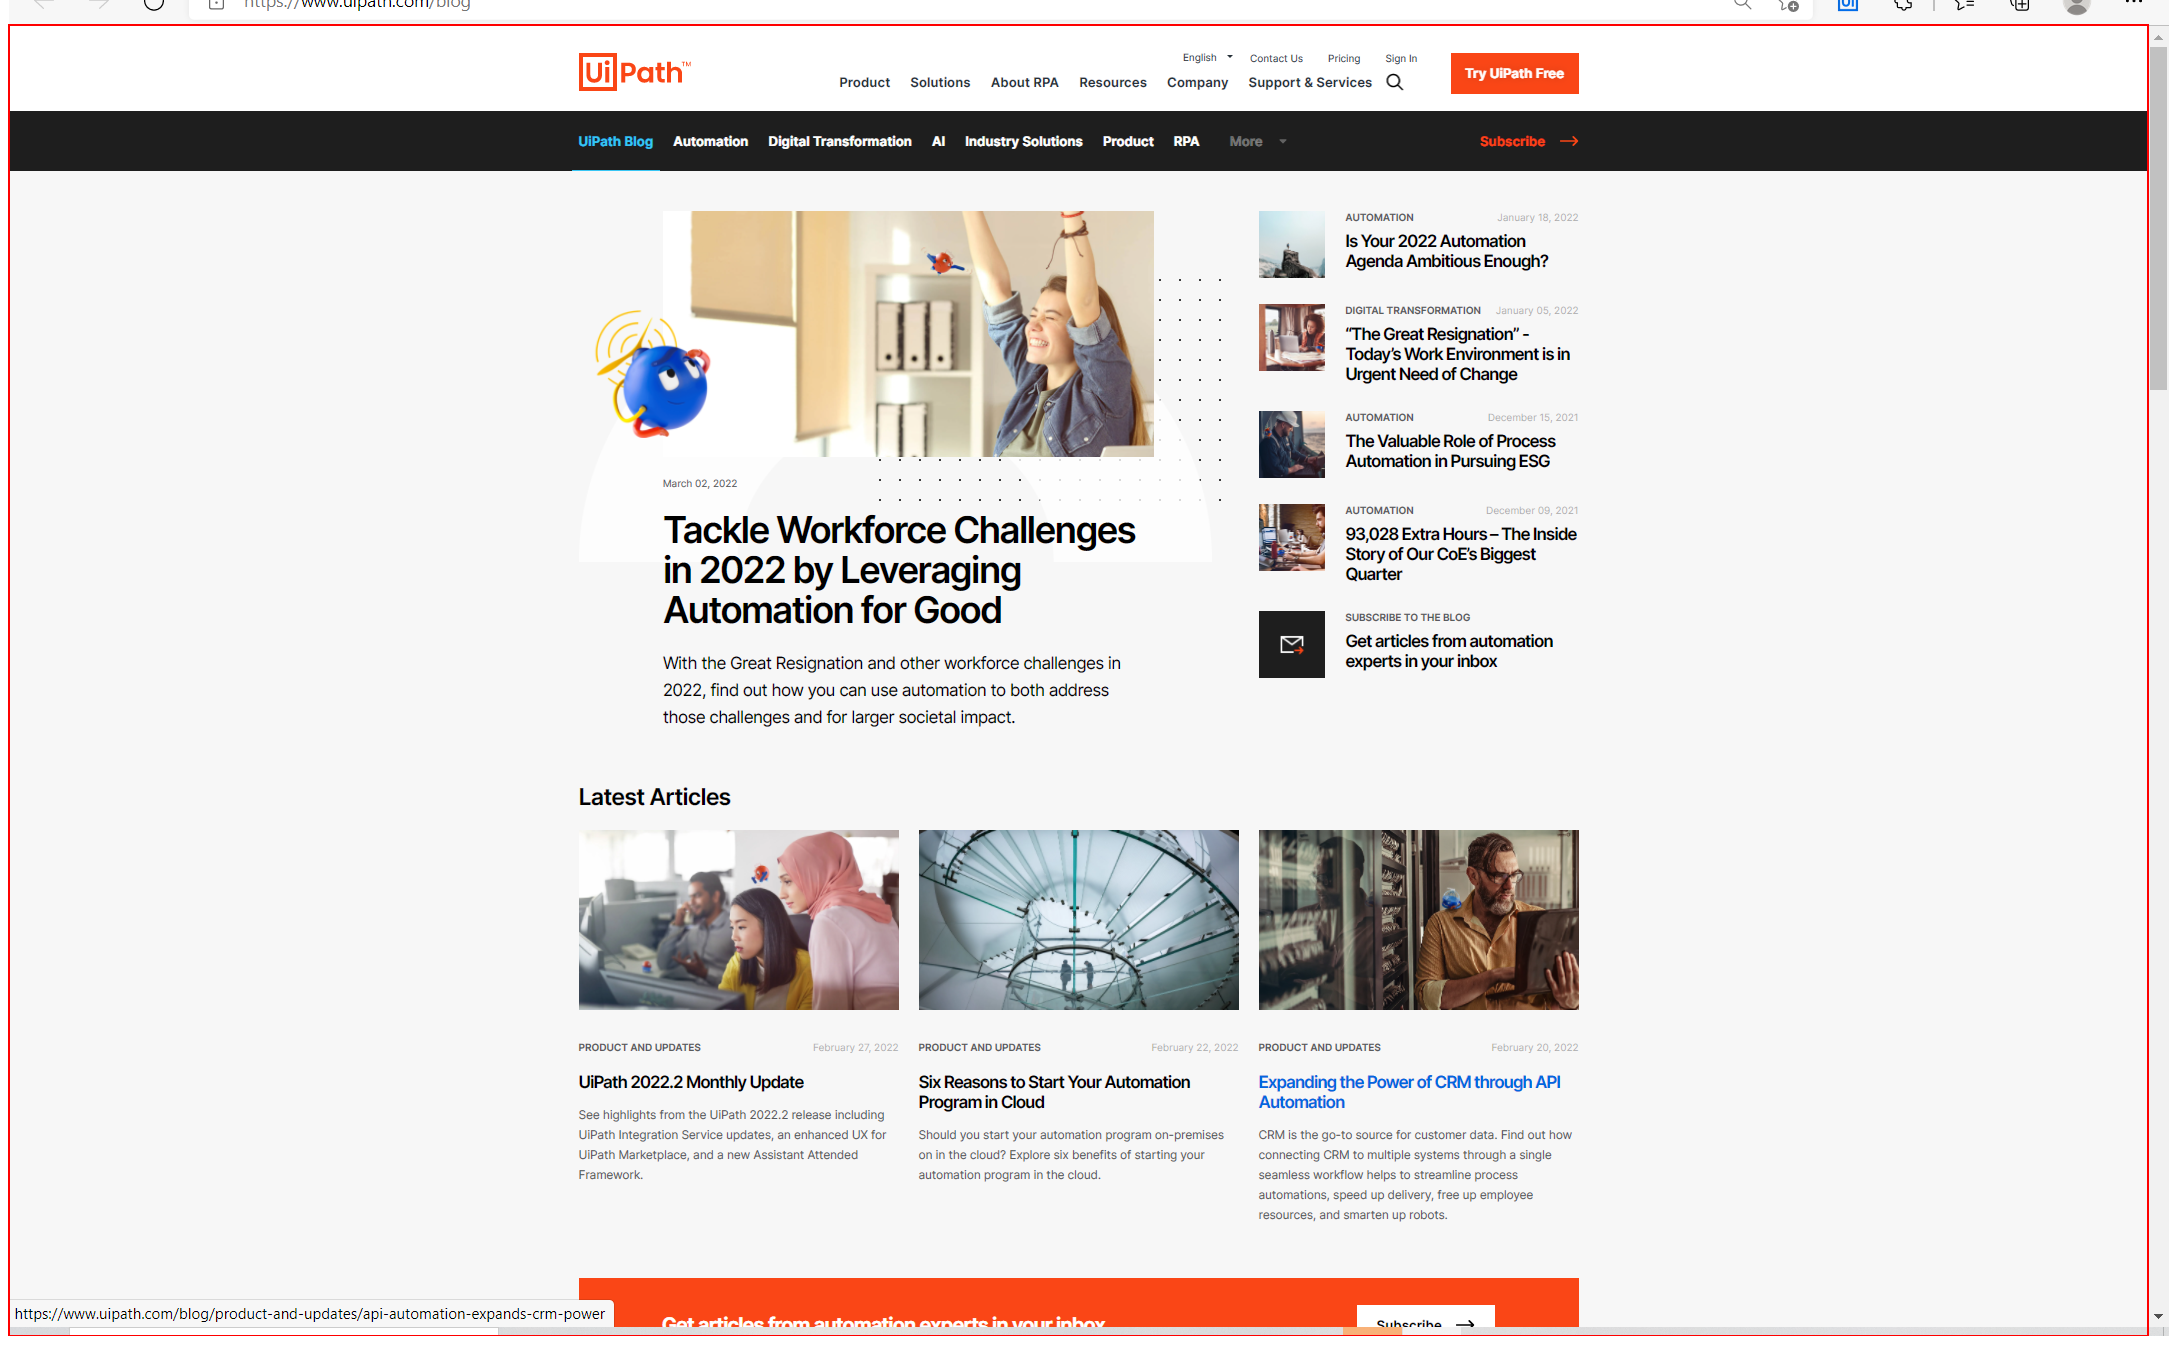 https://www.uipath.com/blog
UiPath™
English
Contact Us
Pricing
Sign In
Try UiPath Free
Product
Solutions
About RPA
Resources
Company
Support & Services
UiPath Blog
Automation
Digital Transformation
AI
Industry Solutions
Product
RPA
More
Subscribe
March 02, 2022
Tackle Workforce Challenges
in 2022 by Leveraging
Automation for Good
With the Great Resignation and other workforce challenges in
2022, find out how you can use automation to both address
those challenges and for larger societal impact.
AUTOMATION
January 18, 2022
Is Your 2022 Automation
Agenda Ambitious Enough?
DIGITAL TRANSFORMATION
January 05, 2022
“The Great Resignation” -
Today’s Work Environment is in
Urgent Need of Change
AUTOMATION
December 15, 2021
The Valuable Role of Process
Automation in Pursuing ESG
AUTOMATION
December 09, 2021
93,028 Extra Hours – The Inside
Story of Our CoE’s Biggest
Quarter
SUBSCRIBE TO THE BLOG
Get articles from automation
experts in your inbox
Latest Articles
PRODUCT AND UPDATES
February 27, 2022
UiPath 2022.2 Monthly Update
See highlights from the UiPath 2022.2 release including
UiPath Integration Service updates, an enhanced UX for
UiPath Marketplace, and a new Assistant Attended
Framework.
PRODUCT AND UPDATES
February 22, 2022
Six Reasons to Start Your Automation
Program in Cloud
Should you start your automation program on-premises
on in the cloud? Explore six benefits of starting your
automation program in the cloud.
PRODUCT AND UPDATES
February 20, 2022
Expanding the Power of CRM through API
Automation
CRM is the go-to source for customer data. Find out how
connecting CRM to multiple systems through a single
seamless workflow helps to streamline process
automations, speed up delivery, free up employee
resources, and smarten up robots.
Get articles from automation experts in your inbox
Subscribe
https://www.uipath.com/blog/product-and-updates/api-automation-expands-crm-power